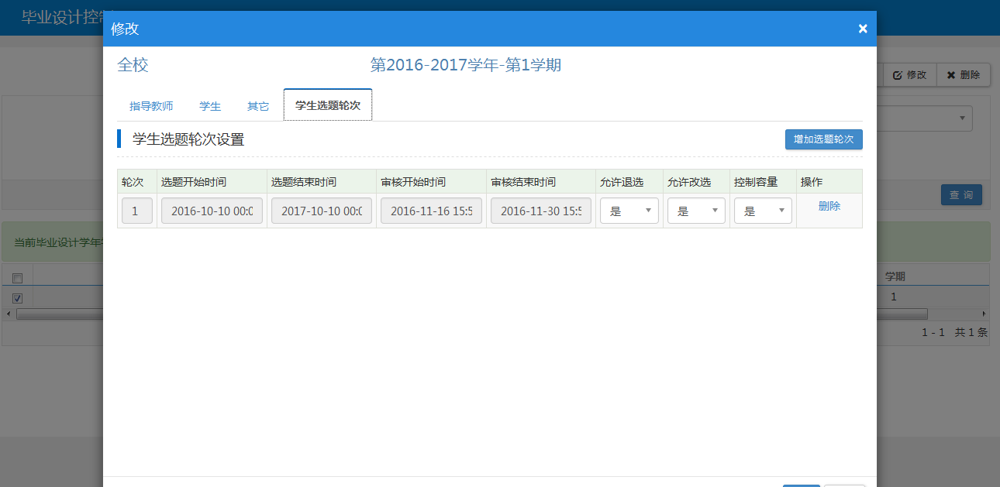 毕业设计控制
修改 ×
全校 第2016-2017学年-第1学期
修改 删除
指导教师 学生 其它 学生选题轮次
学生选题轮次设置 增加选题轮次
轮次 选题开始时间 选题结束时间 审核开始时间 审核结束时间 允许退选 允许改选 控制容量 操作
1 2016-10-10 00:0 2017-10-10 00:0 2016-11-16 15:5 2016-11-30 15:5 是 是 是 删除
查 询
当前毕业设计学年
学期
1
1 - 1 共 1 条